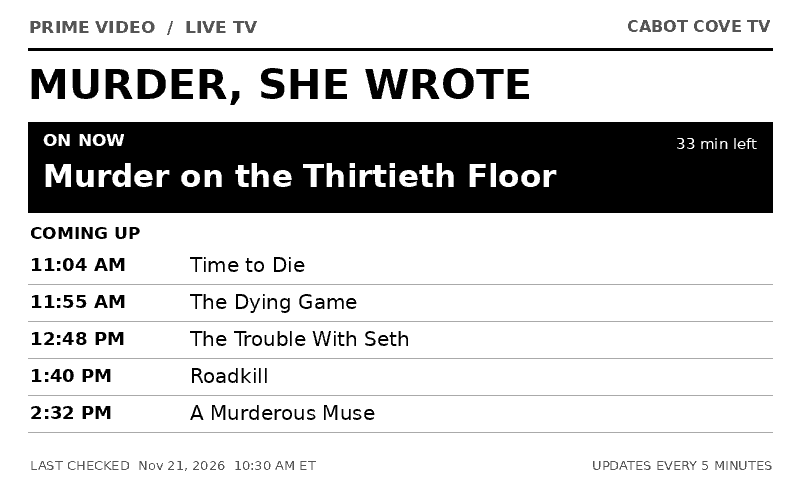 PRIME VIDEO / LIVE TV
CABOT COVE TV
MURDER, SHE WROTE
ON NOW
33 min left
Murder on the Thirtieth Floor
COMING UP
11:04 AM Time to Die
11:55 AM The Dying Game
12:48 PM The Trouble With Seth
1:40 PM Roadkill
2:32 PM A Murderous Muse
LAST CHECKED Nov 21, 2026 10:30 AM ET
UPDATES EVERY 5 MINUTES